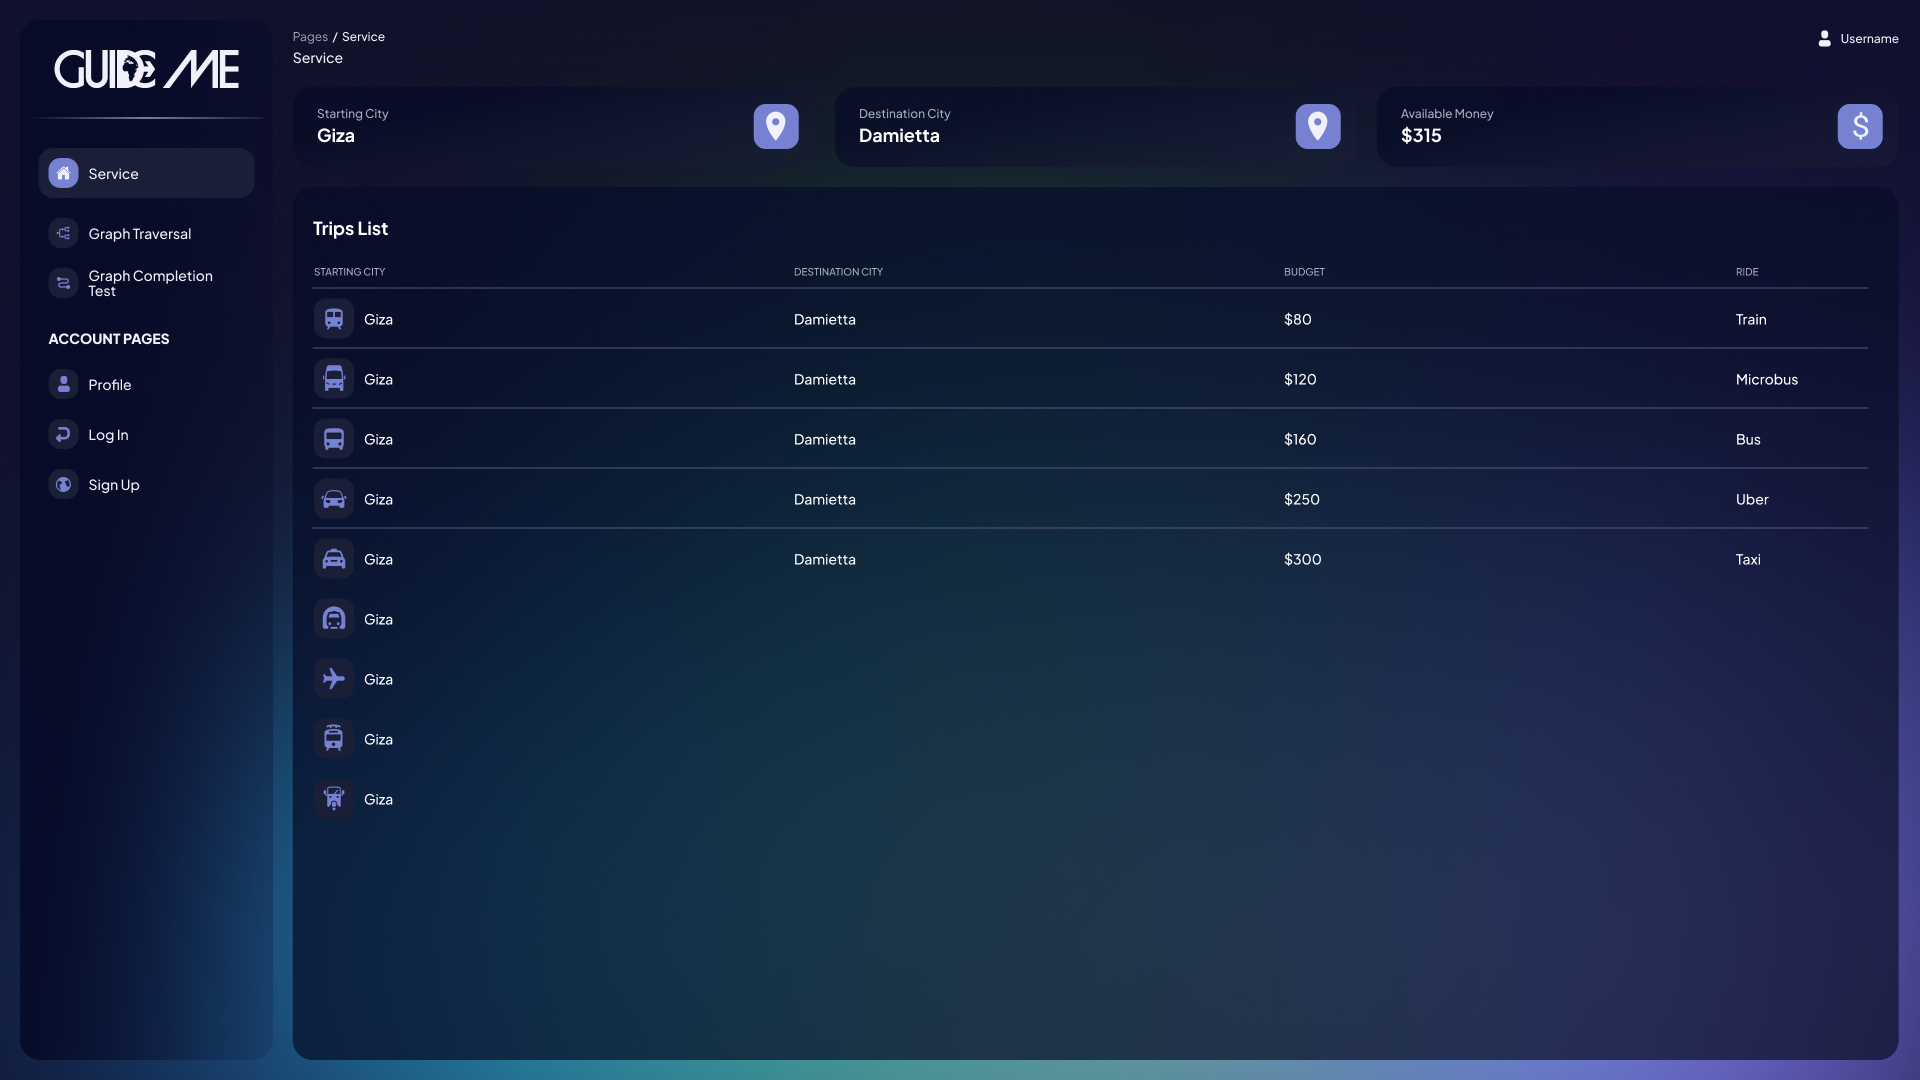 GUIDE ME
Pages / Service
Service
Username
Starting City
Giza
Destination City
Damietta
Available Money
$315
Service
Graph Traversal
Graph Completion
Test
ACCOUNT PAGES
Profile
Log In
Sign Up
Trips List
STARTING CITY DESTINATION CITY BUDGET RIDE
Giza Damietta $80 Train
Giza Damietta $120 Microbus
Giza Damietta $160 Bus
Giza Damietta $250 Uber
Giza Damietta $300 Taxi
Giza
Giza
Giza
Giza